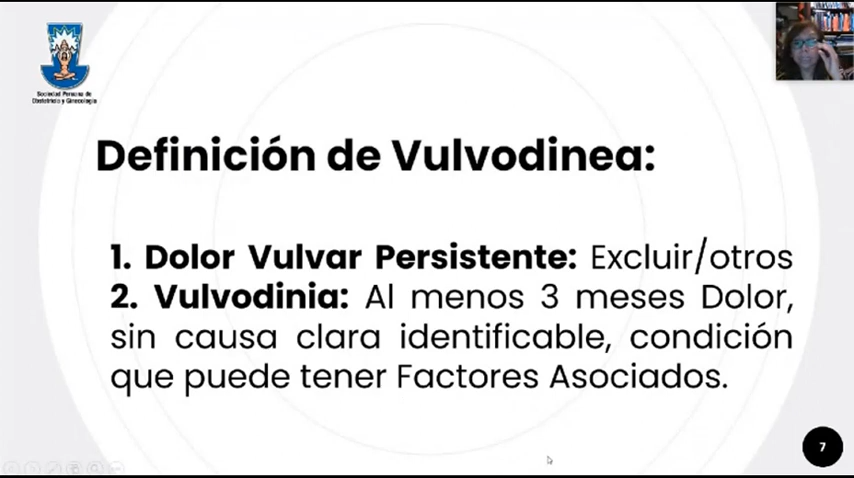 Sociedad Peruana de
Obstetricia y Ginecología
Definición de Vulvodinea:
1. Dolor Vulvar Persistente: Excluir/otros
2. Vulvodinia: Al menos 3 meses Dolor,
sin causa clara identificable, condición
que puede tener Factores Asociados.
7